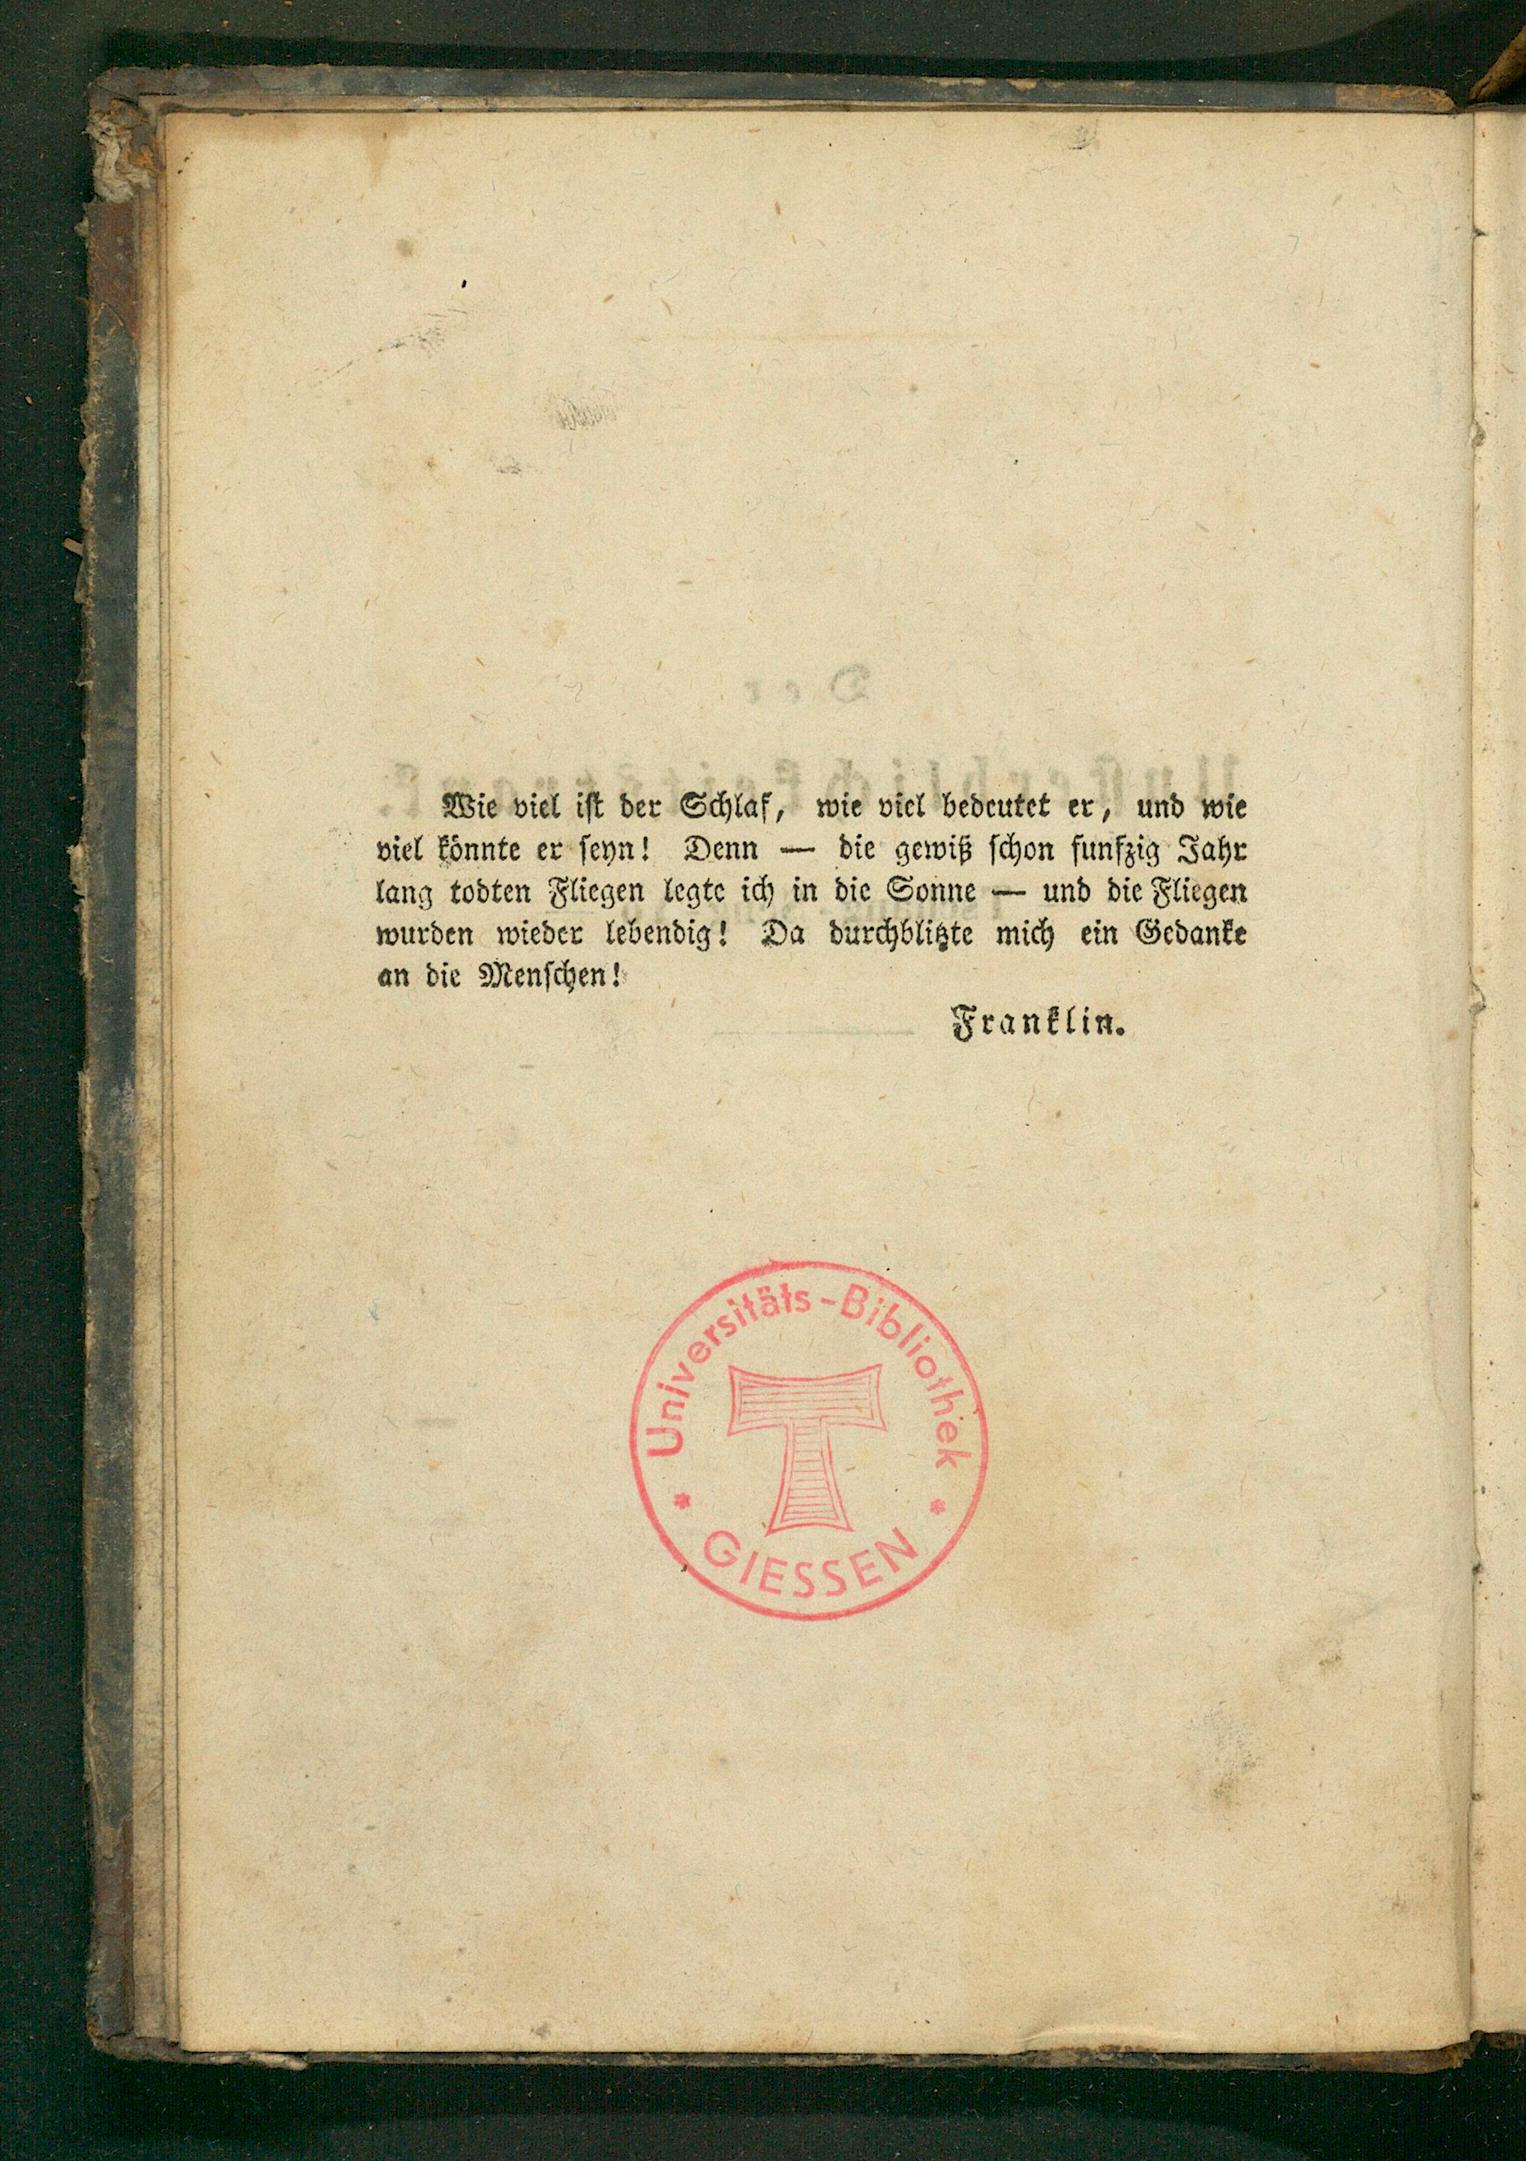 Wie viel iſt der Schlaf, wie viel bedeutet er, und wie
viel könnte er ſeyn! Denn — die gewiß ſchon funfzig Jahr
lang todten Fliegen legte ich in die Sonne — und die Fliegen
wurden wieder lebendig! Da durchblitzte mich ein Gedanke
an die Menſchen!
Franklin.
Universitäts-Bibliothek
GIESSEN